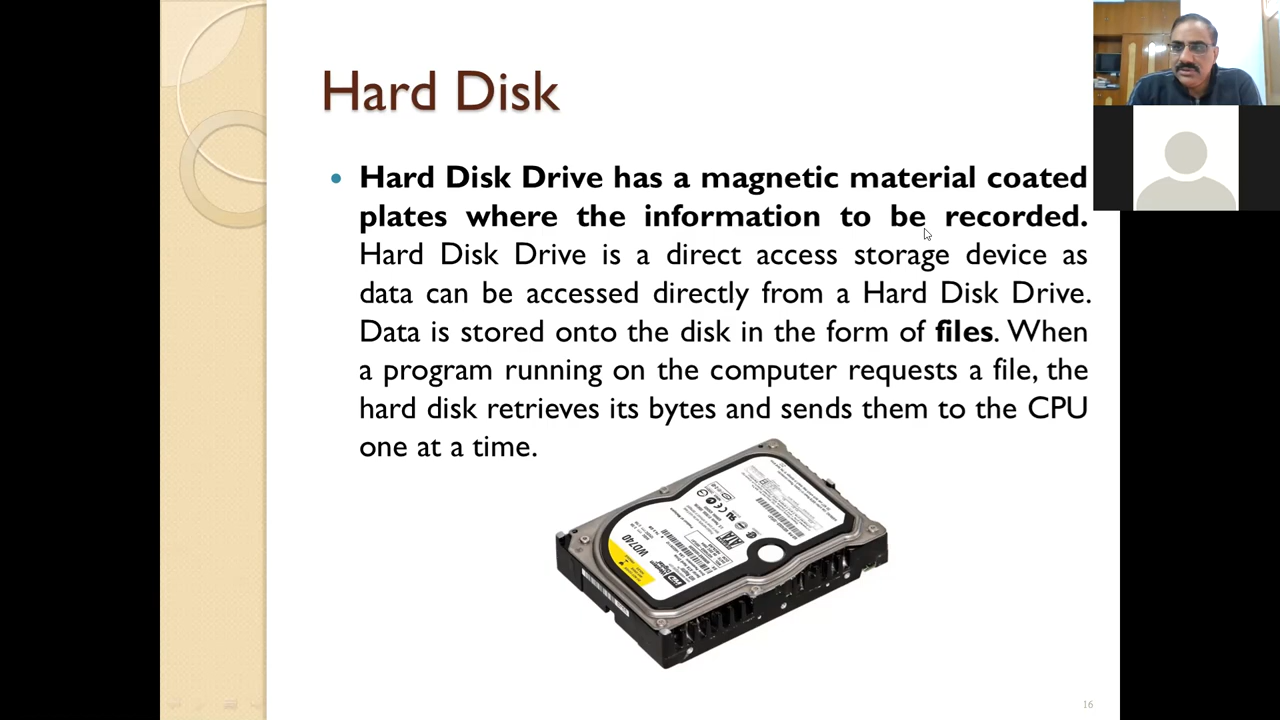 Hard Disk
• Hard Disk Drive has a magnetic material coated
plates where the information to be recorded.
Hard Disk Drive is a direct access storage device as
data can be accessed directly from a Hard Disk Drive.
Data is stored onto the disk in the form of files. When
a program running on the computer requests a file, the
hard disk retrieves its bytes and sends them to the CPU
one at a time.
WD740
SATA
16